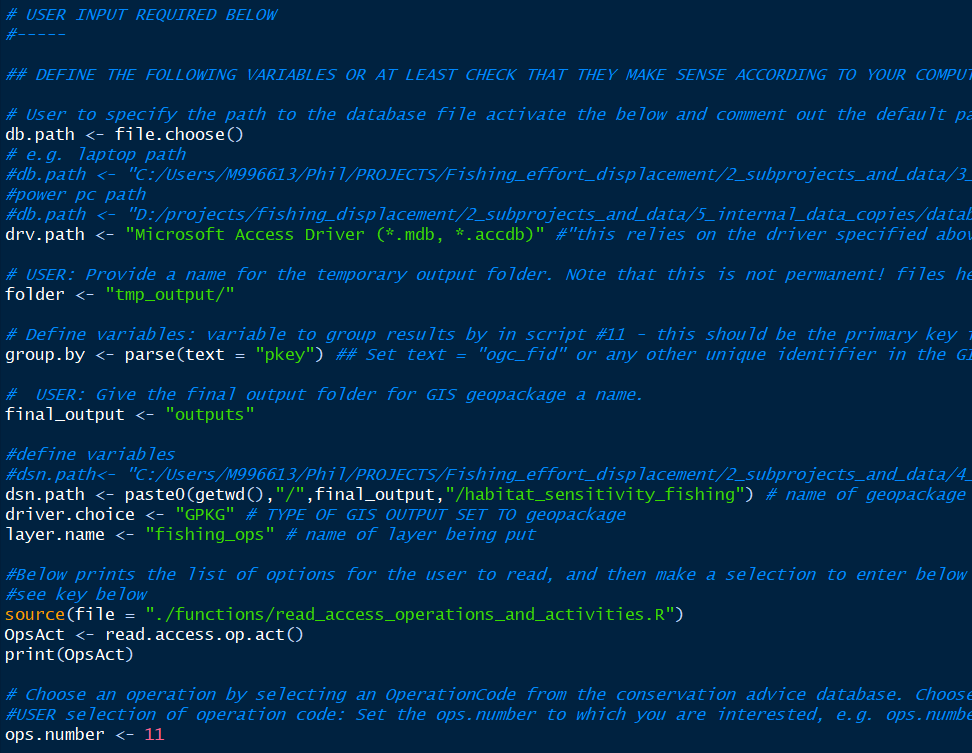 # USER INPUT REQUIRED BELOW
#-----
## DEFINE THE FOLLOWING VARIABLES OR AT LEAST CHECK THAT THEY MAKE SENSE ACCORDING TO YOUR COMPUT
# User to specify the path to the database file activate the below and comment out the default pa
db.path <- file.choose()
# e.g. laptop path
#db.path <- "C:/Users/M996613/Phil/PROJECTS/Fishing_effort_displacement/2_subprojects_and_data/3_
#power pc path
#db.path <- "D:/projects/fishing_displacement/2_subprojects_and_data/5_internal_data_copies/datab
drv.path <- "Microsoft Access Driver (*.mdb, *.accdb)" #"this relies on the driver specified abov
# USER: Provide a name for the temporary output folder. NOte that this is not permanent! files he
folder <- "tmp_output/"
# Define variables: variable to group results by in script #11 - this should be the primary key i
group.by <- parse(text = "pkey") ## Set text = "ogc_fid" or any other unique identifier in the GI
#  USER: Give the final output folder for GIS geopackage a name.
final_output <- "outputs"
#define variables
#dsn.path<- "C:/Users/M996613/Phil/PROJECTS/Fishing_effort_displacement/2_subprojects_and_data/4_
dsn.path <- paste0(getwd(),"/",final_output,"/habitat_sensitivity_fishing") # name of geopackage
driver.choice <- "GPKG" # TYPE OF GIS OUTPUT SET TO geopackage
layer.name <- "fishing_ops" # name of layer being put
#Below prints the list of options for the user to read, and then make a selection to enter below
#see key below
source(file = "./functions/read_access_operations_and_activities.R")
OpsAct <- read.access.op.act()
print(OpsAct)
# Choose an operation by selecting an OperationCode from the conservation advice database. Choose
#USER selection of operation code: Set the ops.number to which you are interested, e.g. ops.numbe
ops.number <- 11